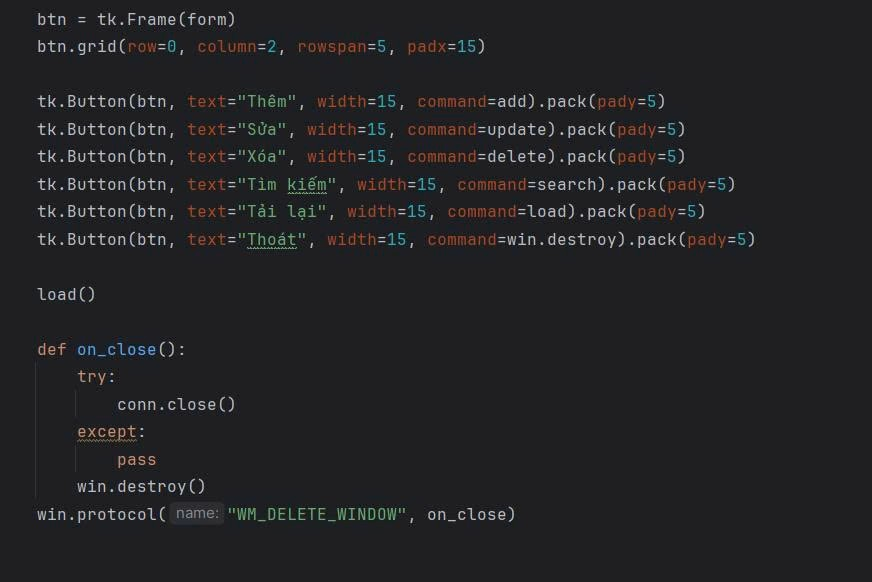 btn = tk.Frame(form)
btn.grid(row=0, column=2, rowspan=5, padx=15)
tk.Button(btn, text="Thêm", width=15, command=add).pack(pady=5)
tk.Button(btn, text="Sửa", width=15, command=update).pack(pady=5)
tk.Button(btn, text="Xóa", width=15, command=delete).pack(pady=5)
tk.Button(btn, text="Tìm kiếm", width=15, command=search).pack(pady=5)
tk.Button(btn, text="Tải lại", width=15, command=load).pack(pady=5)
tk.Button(btn, text="Thoát", width=15, command=win.destroy).pack(pady=5)
load()
def on_close():
try:
conn.close()
except:
pass
win.destroy()
win.protocol( name: "WM_DELETE_WINDOW", on_close)